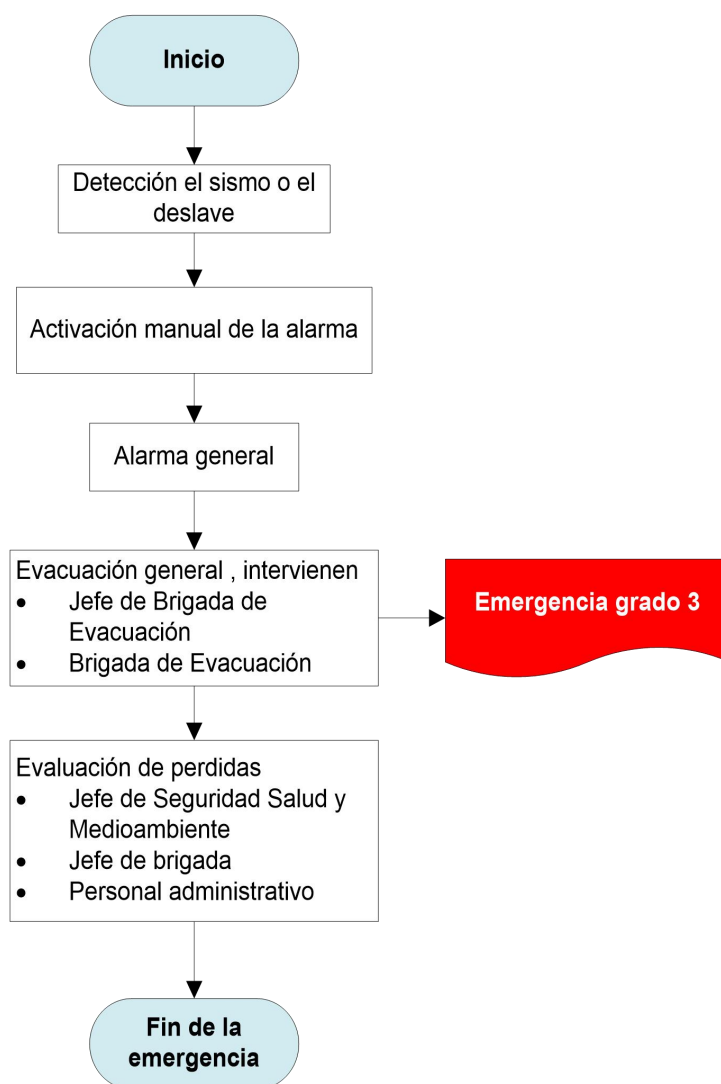 Inicio
Detección el sismo o el
deslave
Activación manual de la alarma
Alarma general
Evacuación general , intervienen
• Jefe de Brigada de
Evacuación
• Brigada de Evacuación
Emergencia grado 3
Evaluación de perdidas
• Jefe de Seguridad Salud y
Medioambiente
• Jefe de brigada
• Personal administrativo
Fin de la
emergencia